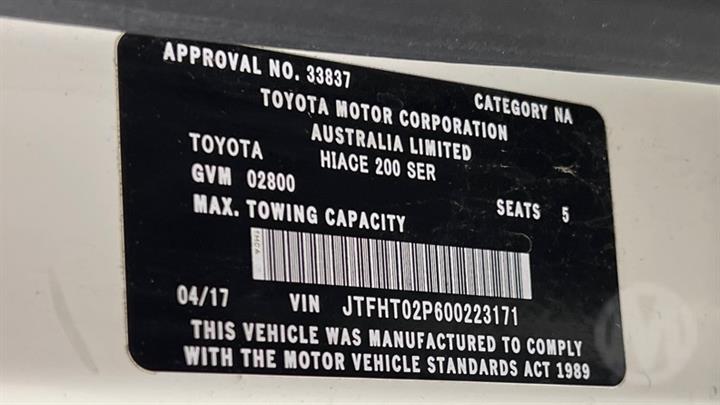 APPROVAL NO. 33837 CATEGORY NA
TOYOTA MOTOR CORPORATION
AUSTRALIA LIMITED
TOYOTA HIACE 200 SER
GVM 02800 SEATS 5
MAX. TOWING CAPACITY
TMCA
04/17 VIN JTFHT02P600223171
THIS VEHICLE WAS MANUFACTURED TO COMPLY
WITH THE MOTOR VEHICLE STANDARDS ACT 1989